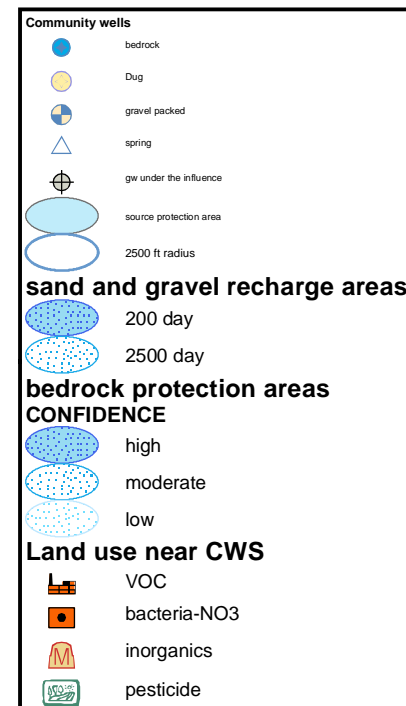 Community wells
bedrock
Dug
gravel packed
spring
gw under the influence
source protection area
2500 ft radius
sand and gravel recharge areas
200 day
2500 day
bedrock protection areas
CONFIDENCE
high
moderate
low
Land use near CWS
VOC
bacteria-NO3
inorganics
M
pesticide